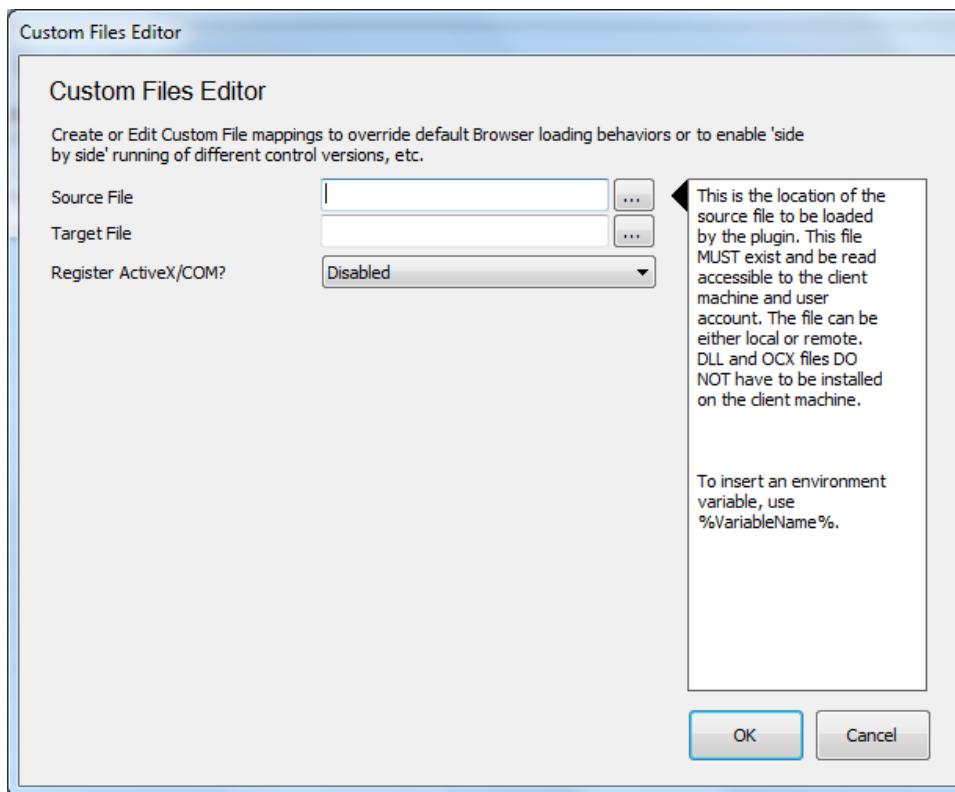 Custom Files Editor
Custom Files Editor
Create or Edit Custom File mappings to override default Browser loading behaviors or to enable 'side
by side' running of different control versions, etc.
Source File
...
Target File
...
Register ActiveX/COM?
Disabled
This is the location of the
source file to be loaded
by the plugin. This file
MUST exist and be read
accessible to the client
machine and user
account. The file can be
either local or remote.
DLL and OCX files DO
NOT have to be installed
on the client machine.
To insert an environment
variable, use
%VariableName%.
OK
Cancel